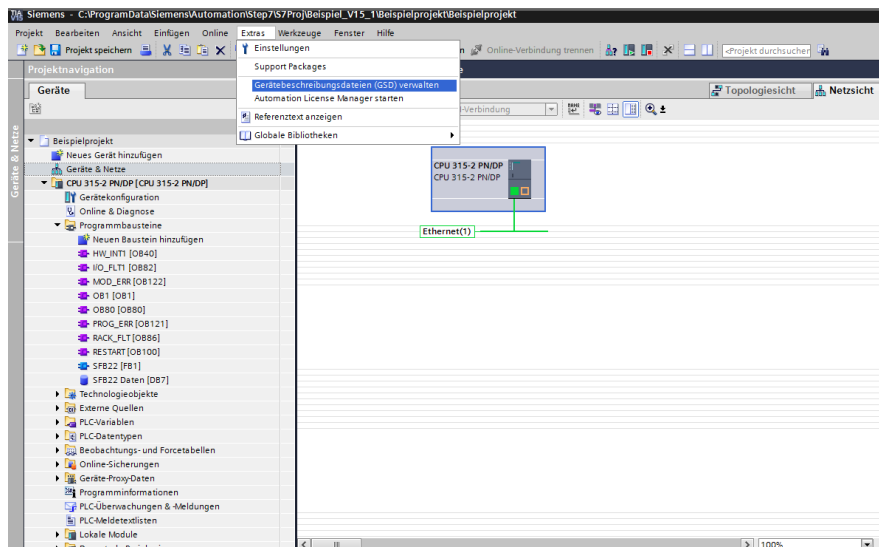 Siemens - C:\ProgramData\Siemens\Automation\Step7\S7Proj\Beispiel_V15_1\Beispielprojekt\Beispielprojekt
Projekt Bearbeiten Ansicht Einfügen Online Extras Werkzeuge Fenster Hilfe
Projekt speichern Online-Verbindung trennen <Projekt durchsuchen
Einstellungen
Support Packages
Gerätebeschreibungsdateien (GSD) verwalten
Automation License Manager starten
Referenztext anzeigen
Globale Bibliotheken
Projektnavigation
Geräte
Topologiesicht Netzsicht
-Verbindung
Geräte & Netze
Beispielprojekt
Neues Gerät hinzufügen
Geräte & Netze
CPU 315-2 PN/DP [CPU 315-2 PN/DP]
Gerätekonfiguration
Online & Diagnose
Programmbausteine
Neuen Baustein hinzufügen
HW_INT1 [OB40]
I/O_FLT1 [OB82]
MOD_ERR [OB122]
OB1 [OB1]
OB80 [OB80]
PROG_ERR [OB121]
RACK_FLT [OB86]
RESTART [OB100]
SFB22 [FB1]
SFB22 Daten [DB7]
Technologieobjekte
Externe Quellen
PLC-Variablen
PLC-Datentypen
Beobachtungs- und Forcetabellen
Online-Sicherungen
Geräte-Proxy-Daten
Programminformationen
PLC-Überwachungen & -Meldungen
PLC-Meldetextlisten
Lokale Module
CPU 315-2 PN/DP
CPU 315-2 PN/DP
Ethernet(1)
100%